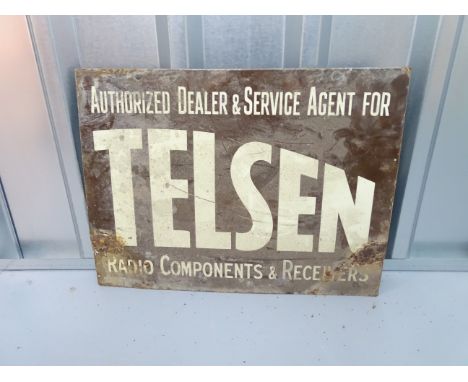 AUTHORIZED DEALER & SERVICE AGENT FOR
TELSEN
RADIO COMPONENTS & RECEIVERS